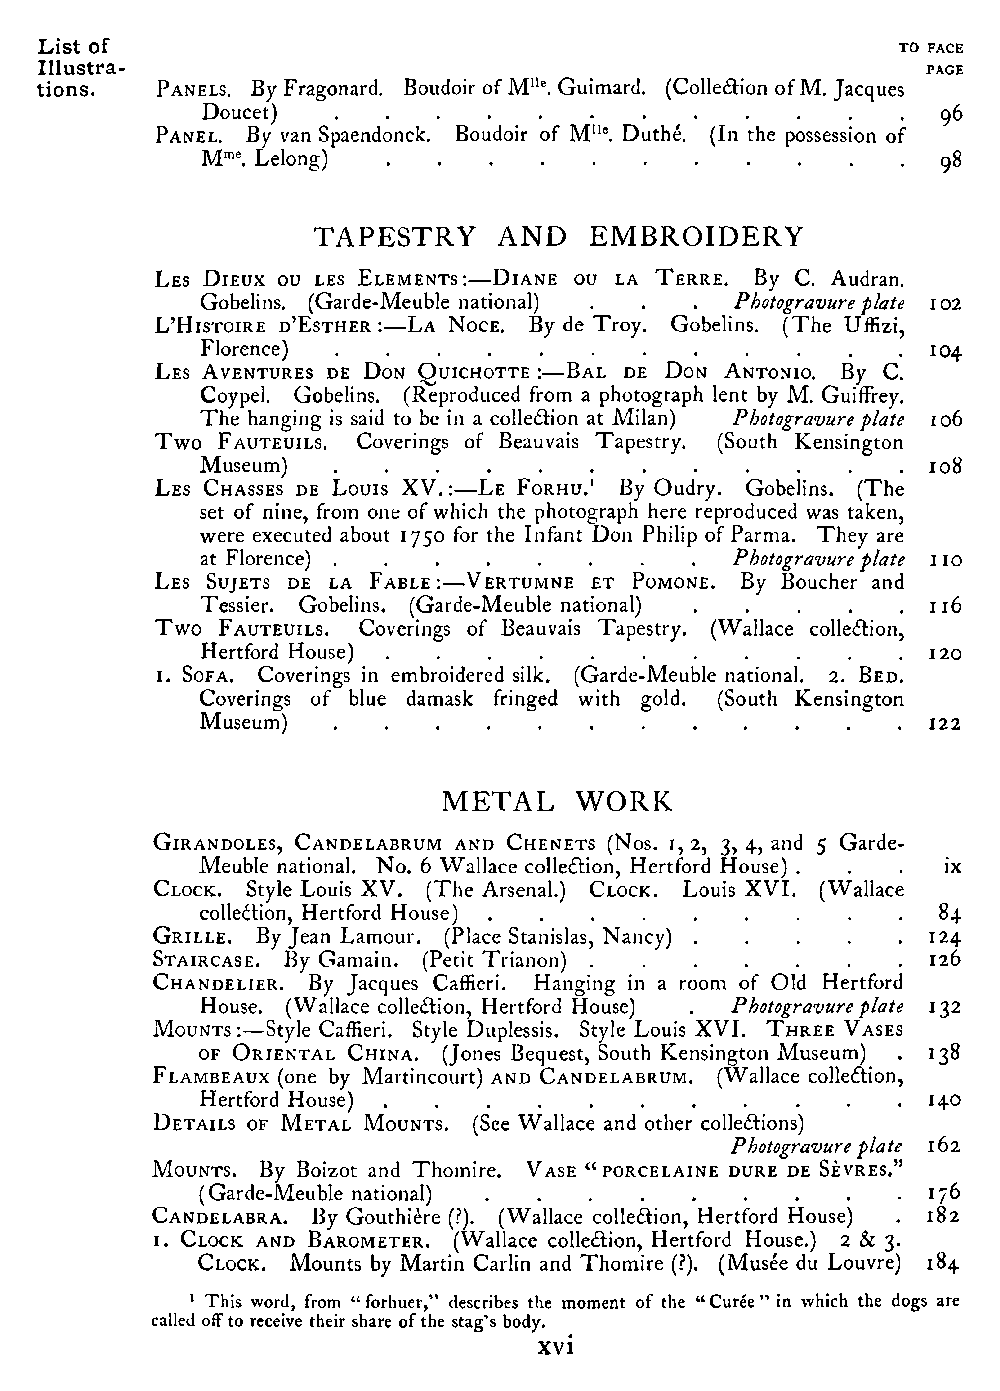 List of
Illustra-
tions.
TO FACE
PAGE
PANELS. By Fragonard. Boudoir of Mlle. Guimard. (Collection of M. Jacques
Doucet) . . . . . . . . . . . . 96
PANEL. By van Spaendonck. Boudoir of Mlle. Duthé. (In the possession of
Mme. Lelong) . . . . . . . . . . . 98
TAPESTRY AND EMBROIDERY
LES DIEUX OU LES ELEMENTS:—DIANE OU LA TERRE. By C. Audran.
Gobelins. (Garde-Meuble national) . . . Photogravure plate 102
L'HISTOIRE D'ESTHER:—LA NOCE. By de Troy. Gobelins. (The Uffizi,
Florence) . . . . . . . . . . . . 104
LES AVENTURES DE DON QUICHOTTE:—BAL DE DON ANTONIO. By C.
Coypel. Gobelins. (Reproduced from a photograph lent by M. Guiffrey.
The hanging is said to be in a collection at Milan) Photogravure plate 106
TWO FAUTEUILS. Coverings of Beauvais Tapestry. (South Kensington
Museum) . . . . . . . . . . . . 108
LES CHASSES DE LOUIS XV.:—LE FORHU.¹ By Oudry. Gobelins. (The
set of nine, from one of which the photograph here reproduced was taken,
were executed about 1750 for the Infant Don Philip of Parma. They are
at Florence) . . . . . . . . Photogravure plate 110
LES SUJETS DE LA FABLE:—VERTUMNE ET POMONE. By Boucher and
Tessier. Gobelins. (Garde-Meuble national) . . . . . 116
TWO FAUTEUILS. Coverings of Beauvais Tapestry. (Wallace collection,
Hertford House) . . . . . . . . . . . 120
1. SOFA. Coverings in embroidered silk. (Garde-Meuble national. 2. BED.
Coverings of blue damask fringed with gold. (South Kensington
Museum) . . . . . . . . . . . . 122
METAL WORK
GIRANDOLES, CANDELABRUM AND CHENETS (Nos. 1, 2, 3, 4, and 5 Garde-
Meuble national. No. 6 Wallace collection, Hertford House) . . . ix
CLOCK. Style Louis XV. (The Arsenal.) CLOCK. Louis XVI. (Wallace
collection, Hertford House) . . . . . . . . . 84
GRILLE. By Jean Lamour. (Place Stanislas, Nancy) . . . . . 124
STAIRCASE. By Gamain. (Petit Trianon) . . . . . . . 126
CHANDELIER. By Jacques Caffieri. Hanging in a room of Old Hertford
House. (Wallace collection, Hertford House) . Photogravure plate 132
MOUNTS:—Style Caffieri. Style Duplessis. Style Louis XVI. THREE VASES
OF ORIENTAL CHINA. (Jones Bequest, South Kensington Museum) . 138
FLAMBEAUX (one by Martincourt) AND CANDELABRUM. (Wallace collection,
Hertford House) . . . . . . . . . . . 140
DETAILS OF METAL MOUNTS. (See Wallace and other collections)
Photogravure plate 162
MOUNTS. By Boizot and Thomire. VASE "PORCELAINE DURE DE SÈVRES."
(Garde-Meuble national) . . . . . . . . . 176
CANDELABRA. By Gouthière (?). (Wallace collection, Hertford House) . 182
1. CLOCK AND BAROMETER. (Wallace collection, Hertford House.) 2 & 3.
CLOCK. Mounts by Martin Carlin and Thomire (?). (Musée du Louvre) 184
¹ This word, from "forhuer," describes the moment of the "Curée" in which the dogs are
called off to receive their share of the stag's body.
xvi